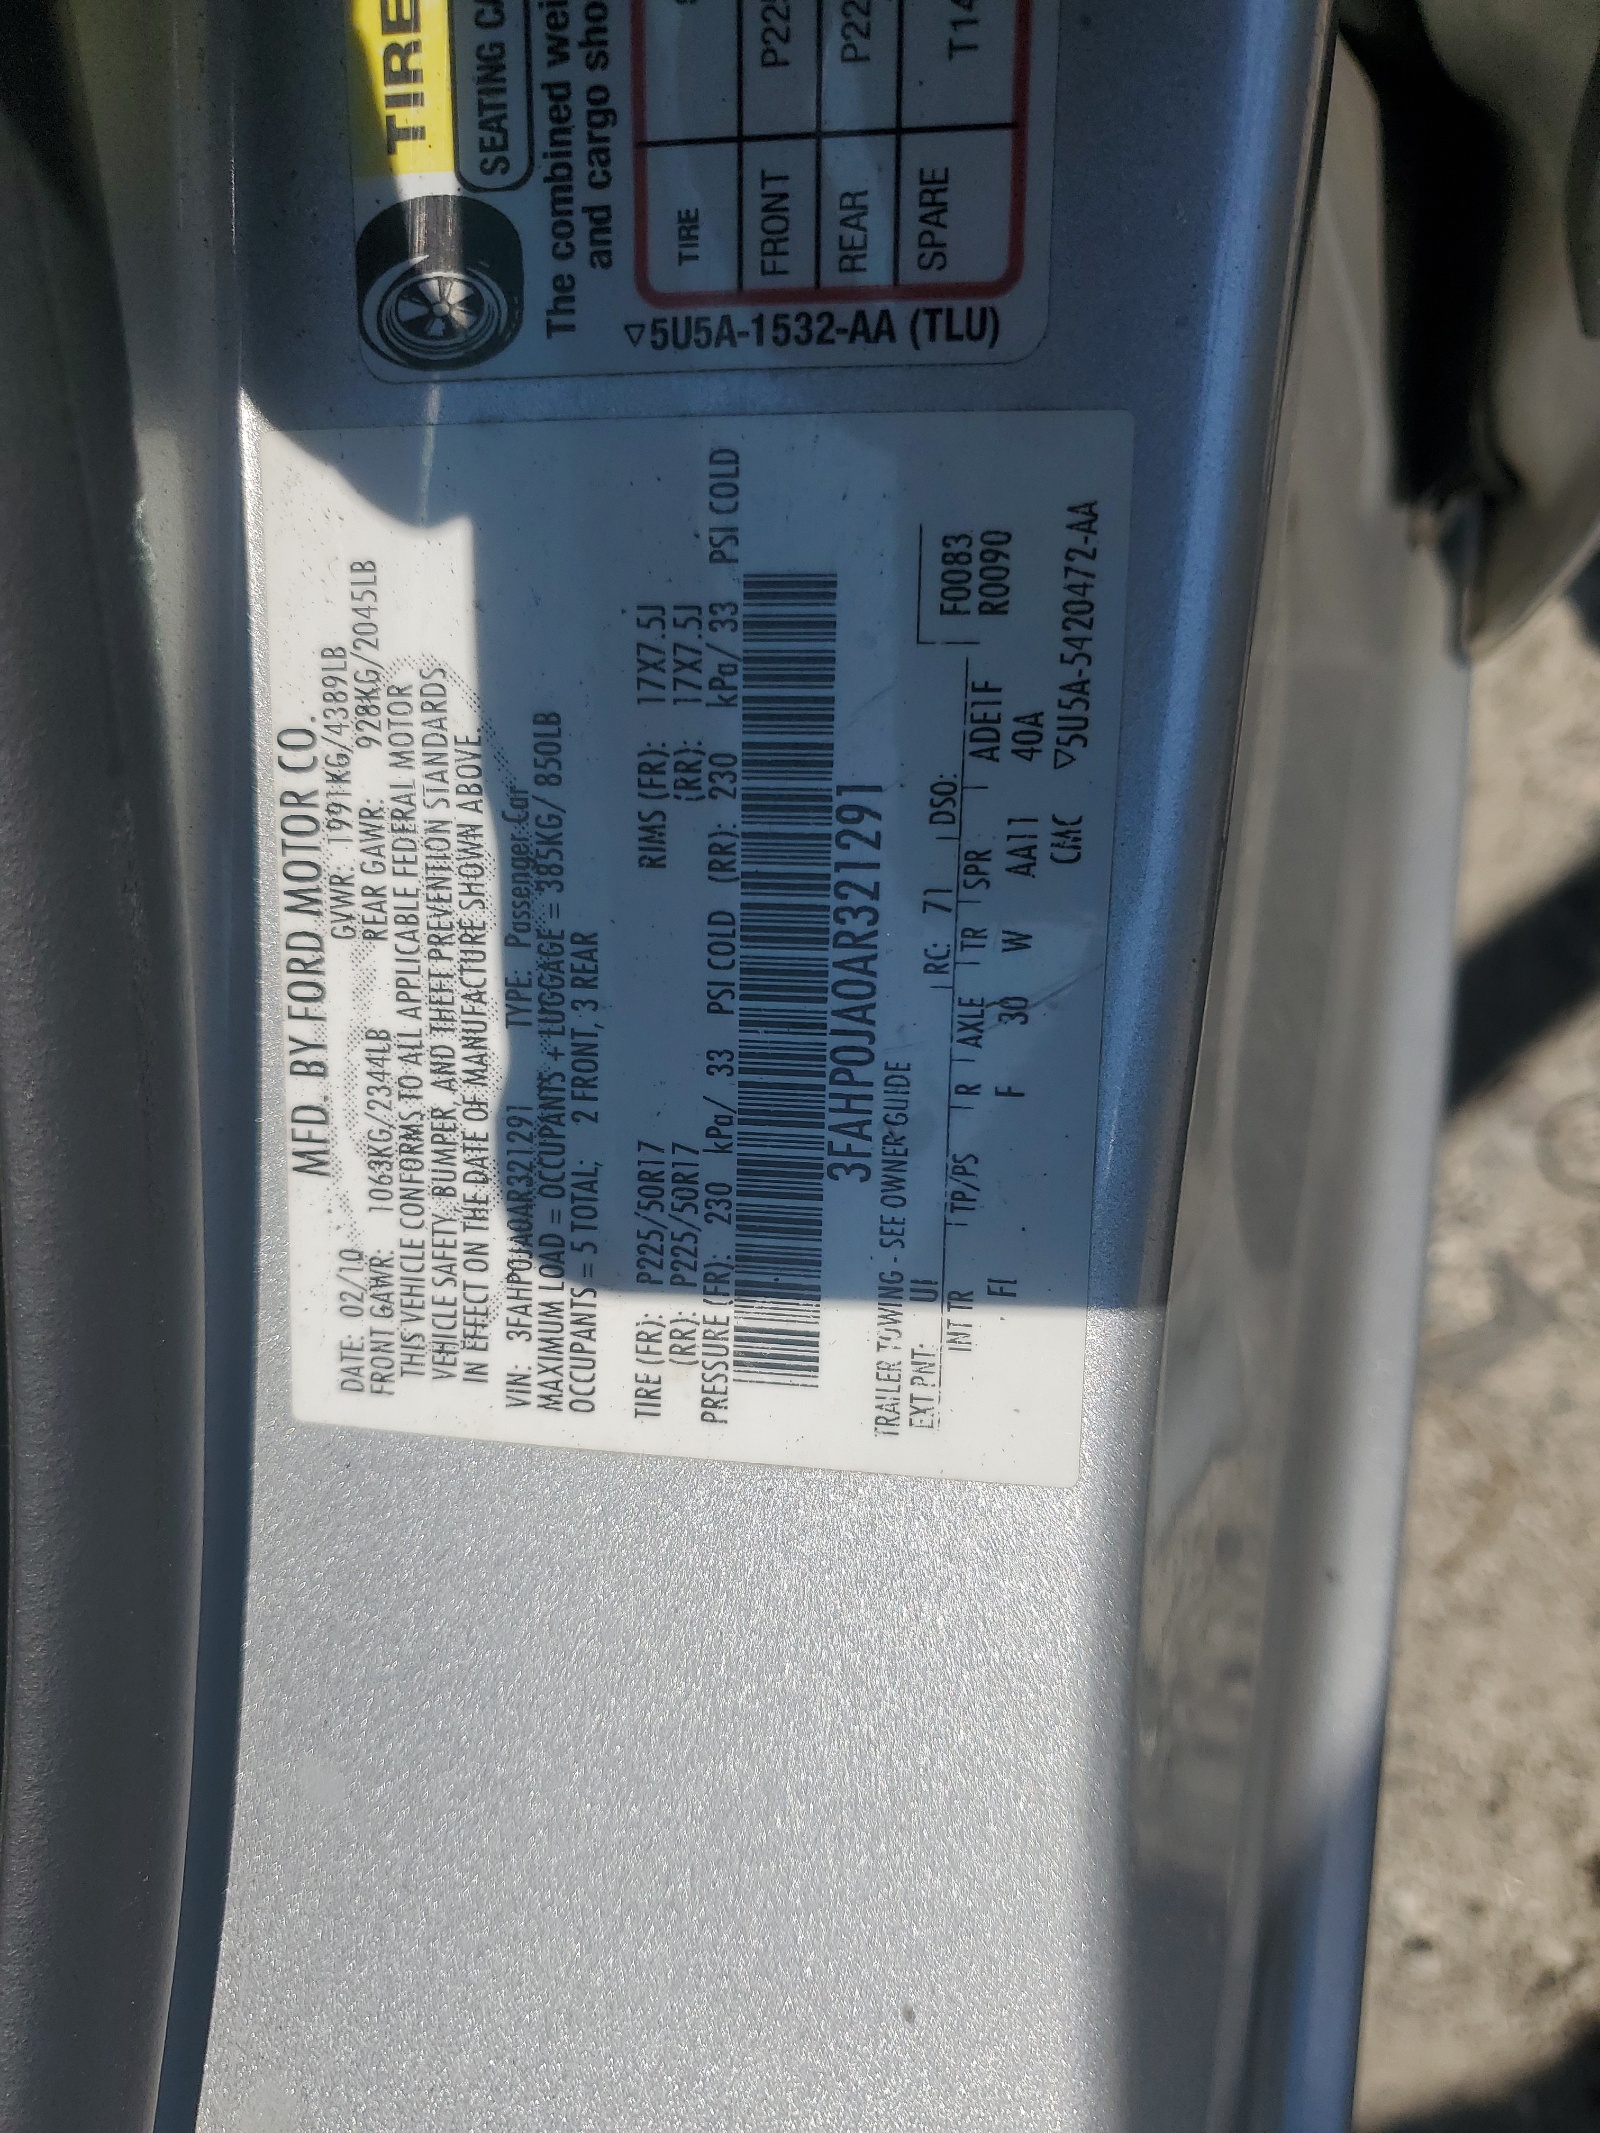 MFD. BY FORD MOTOR CO.
DATE: 02/10 GVWR: 1991KG/4389LB
FRONT GAWR: 1063KG/2344LB REAR GAWR: 928KG/2045LB
THIS VEHICLE CONFORMS TO ALL APPLICABLE FEDERAL MOTOR
VEHICLE SAFETY, BUMPER, AND THEFT PREVENTION STANDARDS
IN EFFECT ON THE DATE OF MANUFACTURE SHOWN ABOVE.
VIN: 3FAHP0JA0AR321291 TYPE: Passenger Car
MAXIMUM LOAD = OCCUPANTS + LUGGAGE = 385KG/ 850LB
OCCUPANTS = 5 TOTAL; 2 FRONT, 3 REAR
TIRE (FR): P225/50R17 RIMS (FR): 17X7.5J
(RR): P225/50R17 (RR): 17X7.5J
PRESSURE (FR): 230 kPa/ 33 PSI COLD (RR): 230 kPa/ 33 PSI COLD
3FAHP0JA0AR321291
TRAILER TOWING - SEE OWNER GUIDE
EXT PNT: UI RC: 71 DSO:
INT TR TP/PS R AXLE TR SPR ADE1F F0083
FI F 30 W AA11 40A R0090
CMC ▽5U5A-5420472-AA
TIRE
SEATING CA
The combined wei
and cargo sho
TIRE
FRONT P225
REAR P22
SPARE T14
▽5U5A-1532-AA (TLU)